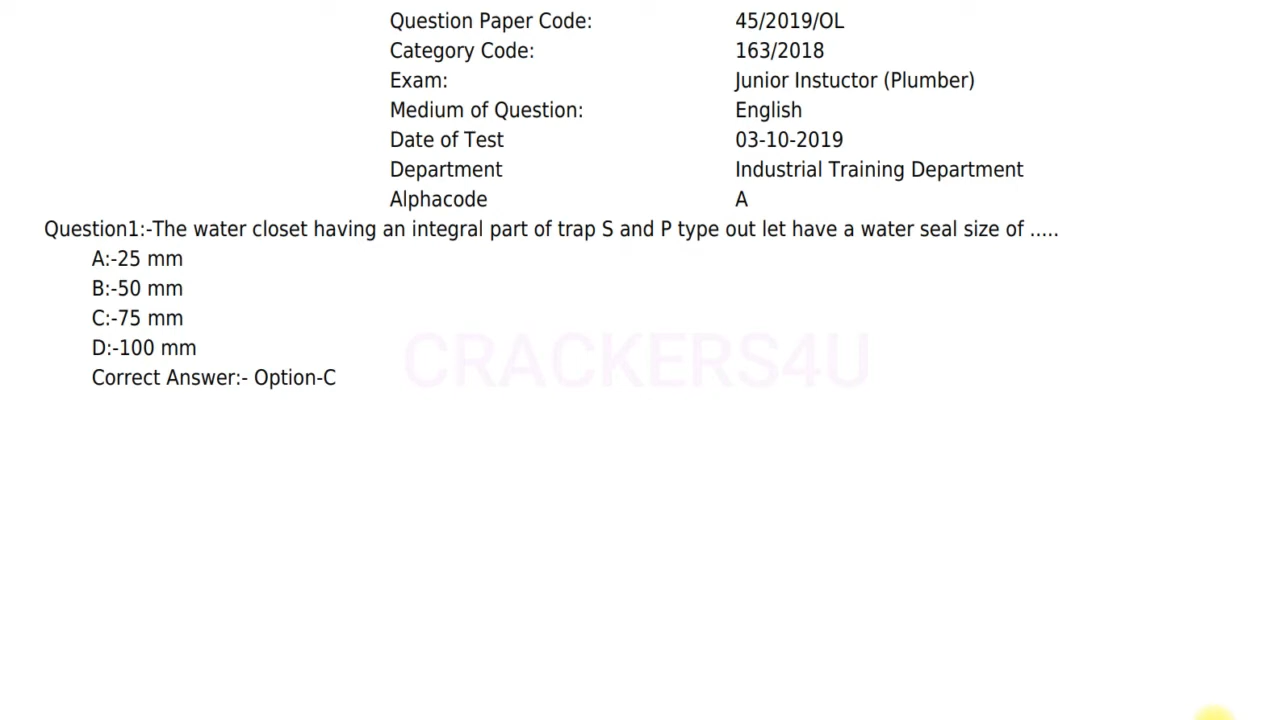 Question Paper Code: 45/2019/OL
Category Code: 163/2018
Exam: Junior Instuctor (Plumber)
Medium of Question: English
Date of Test 03-10-2019
Department Industrial Training Department
Alphacode A
Question1:-The water closet having an integral part of trap S and P type out let have a water seal size of .....
A:-25 mm
B:-50 mm
C:-75 mm
D:-100 mm
Correct Answer:- Option-C
CRACKERS4U